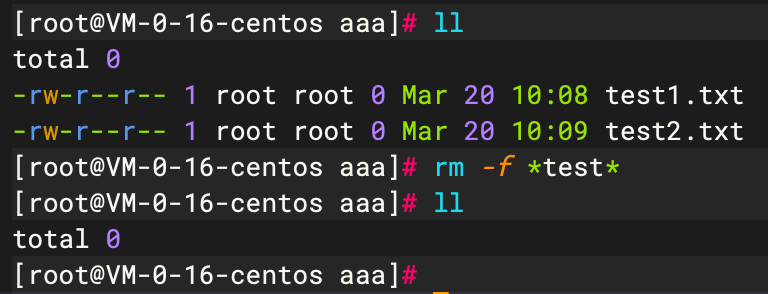 [root@VM-0-16-centos aaa]# ll
total 0
-rw-r--r-- 1 root root 0 Mar 20 10:08 test1.txt
-rw-r--r-- 1 root root 0 Mar 20 10:09 test2.txt
[root@VM-0-16-centos aaa]# rm -f *test*
[root@VM-0-16-centos aaa]# ll
total 0
[root@VM-0-16-centos aaa]#